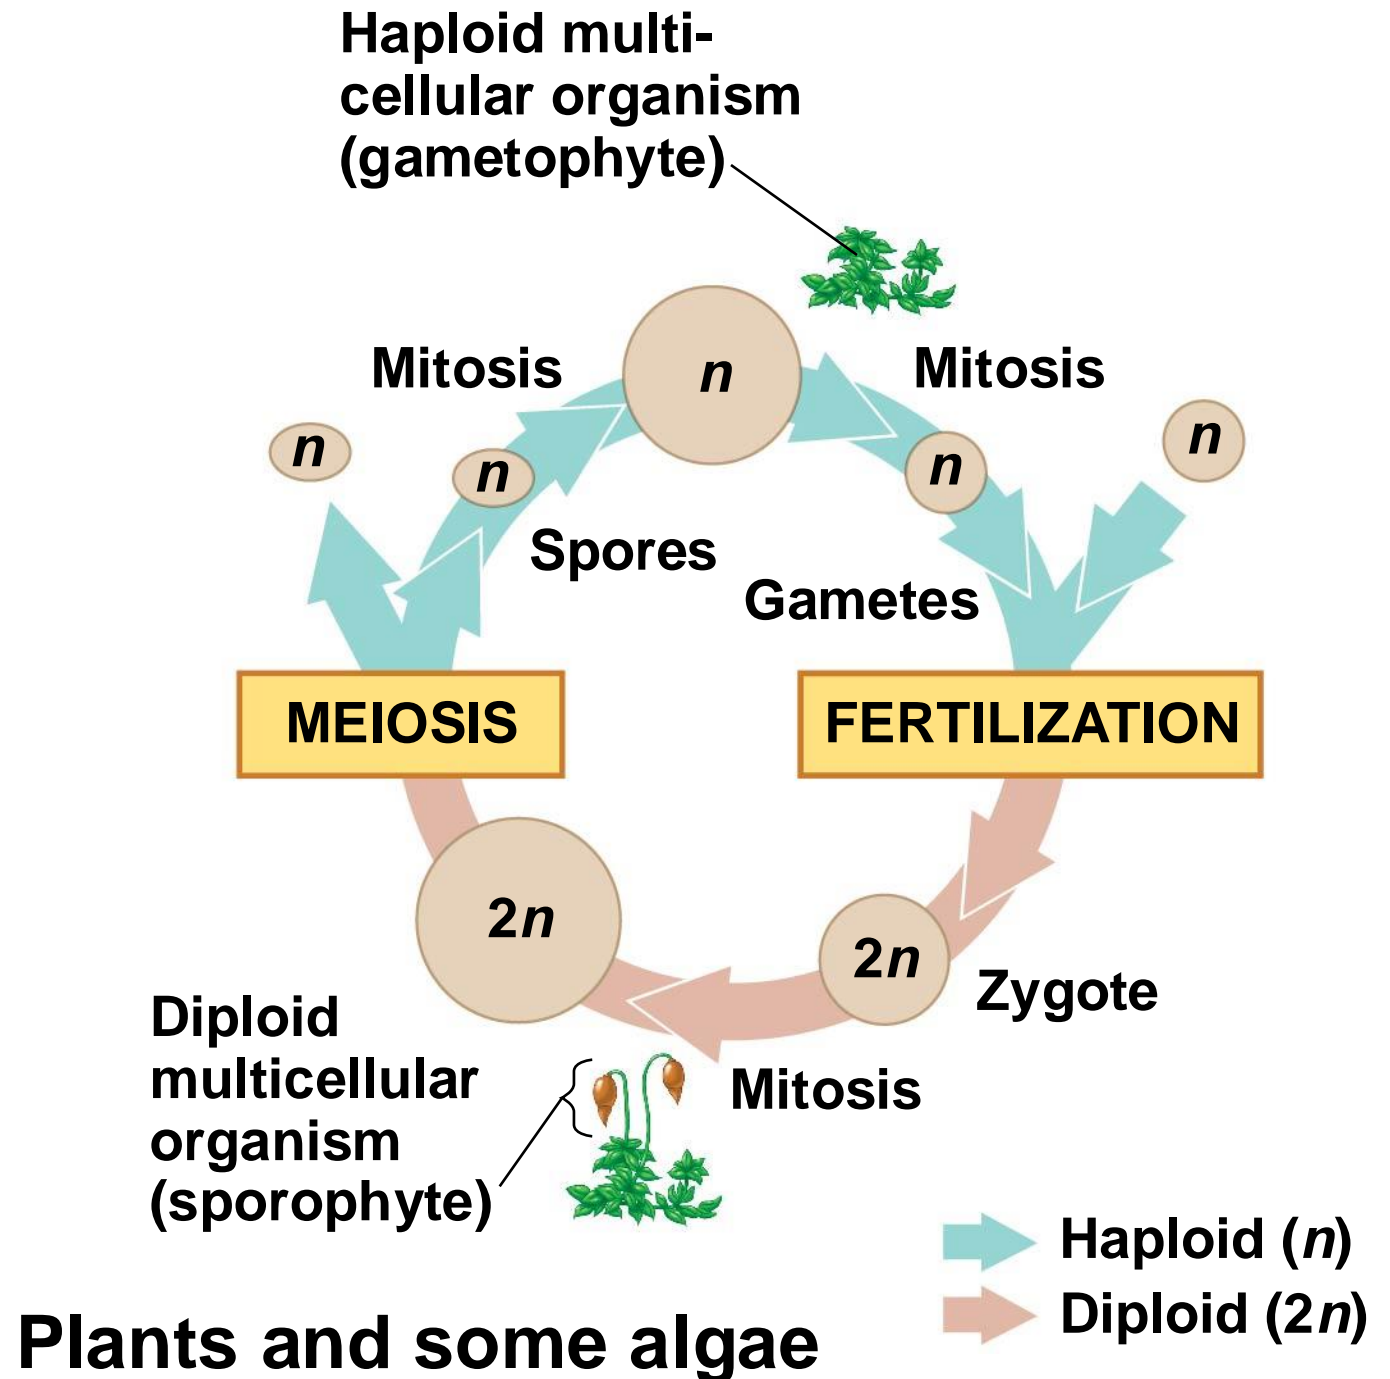 Haploid multi-
cellular organism
(gametophyte)
Mitosis
n
Mitosis
n
n
n
n
Spores
Gametes
MEIOSIS
FERTILIZATION
2n
2n
Zygote
Diploid
multicellular
organism
(sporophyte)
Mitosis
Haploid (n)
Diploid (2n)
Plants and some algae